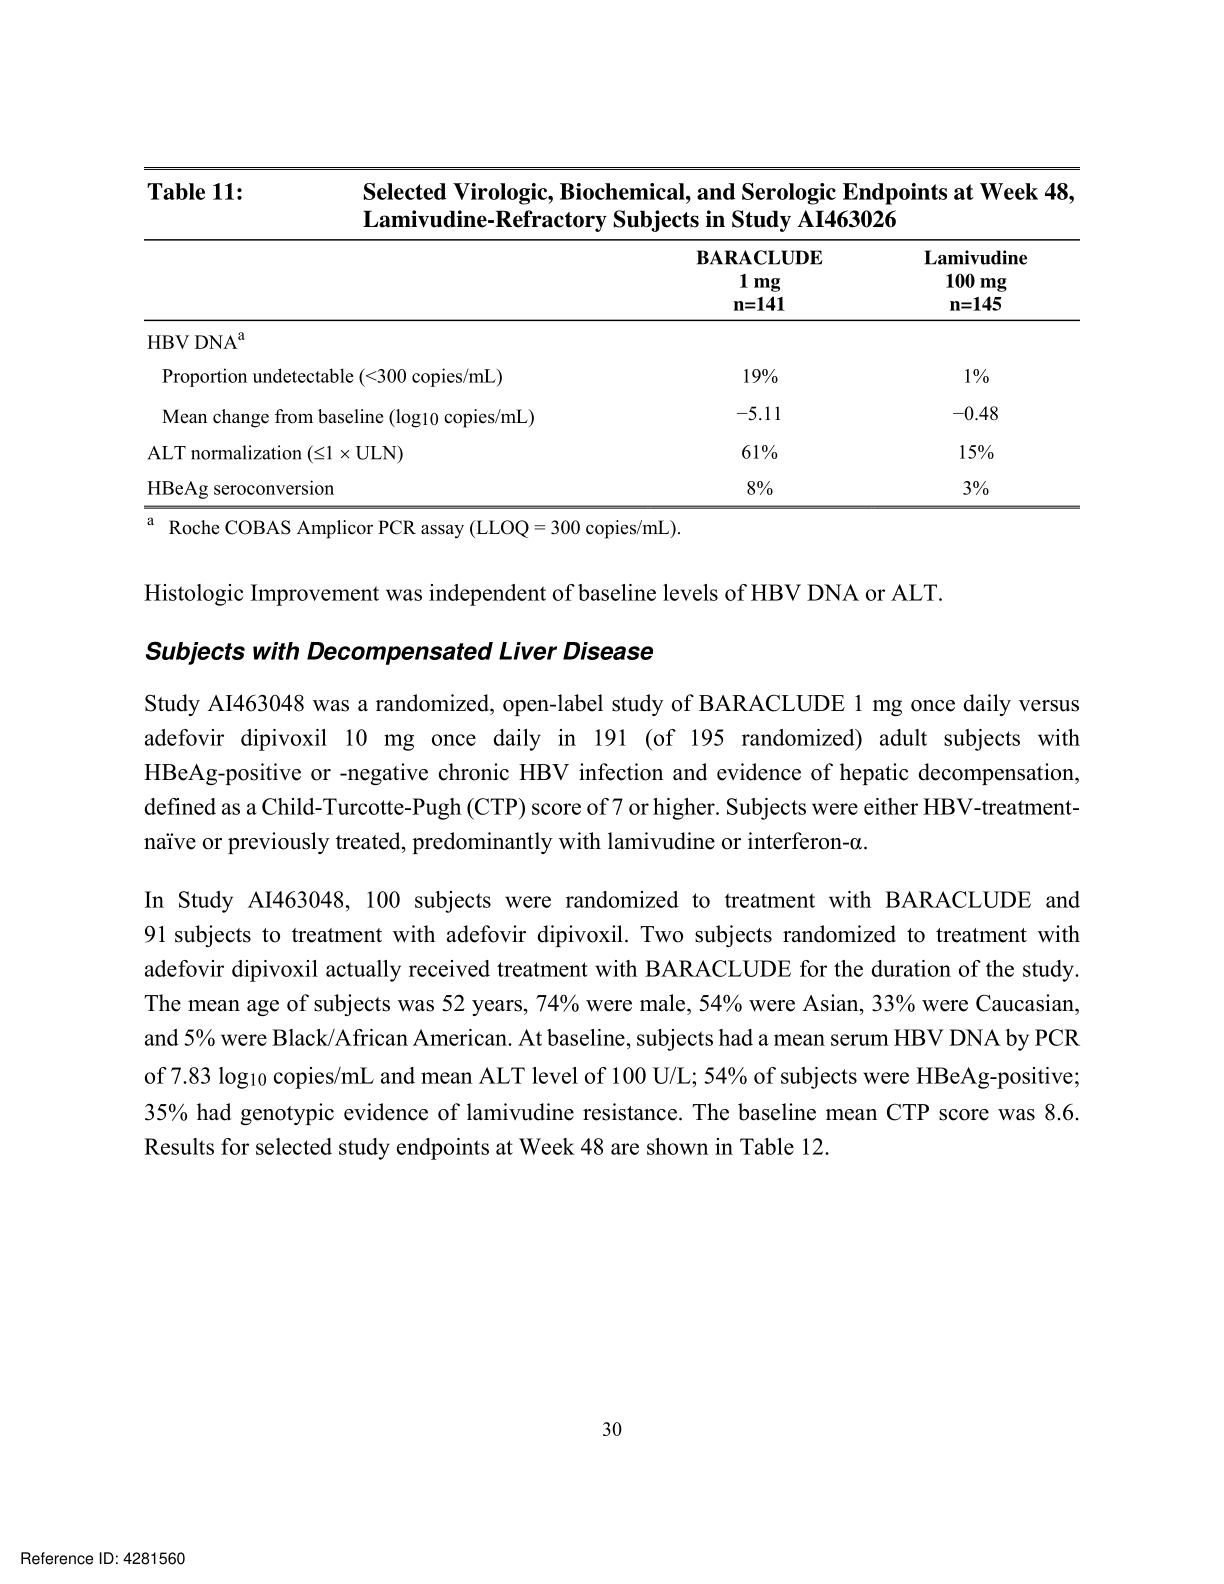 Table 11: Selected Virologic, Biochemical, and Serologic Endpoints at Week 48,
Lamivudine-Refractory Subjects in Study AI463026
BARACLUDE Lamivudine
1 mg 100 mg
n=141 n=145
HBV DNAa
Proportion undetectable (<300 copies/mL) 19% 1%
Mean change from baseline (log10 copies/mL) −5.11 −0.48
ALT normalization (≤1 × ULN) 61% 15%
HBeAg seroconversion 8% 3%
a Roche COBAS Amplicor PCR assay (LLOQ = 300 copies/mL).
Histologic Improvement was independent of baseline levels of HBV DNA or ALT.
Subjects with Decompensated Liver Disease
Study AI463048 was a randomized, open-label study of BARACLUDE 1 mg once daily versus
adefovir dipivoxil 10 mg once daily in 191 (of 195 randomized) adult subjects with
HBeAg-positive or -negative chronic HBV infection and evidence of hepatic decompensation,
defined as a Child-Turcotte-Pugh (CTP) score of 7 or higher. Subjects were either HBV-treatment-
naïve or previously treated, predominantly with lamivudine or interferon-α.
In Study AI463048, 100 subjects were randomized to treatment with BARACLUDE and
91 subjects to treatment with adefovir dipivoxil. Two subjects randomized to treatment with
adefovir dipivoxil actually received treatment with BARACLUDE for the duration of the study.
The mean age of subjects was 52 years, 74% were male, 54% were Asian, 33% were Caucasian,
and 5% were Black/African American. At baseline, subjects had a mean serum HBV DNA by PCR
of 7.83 log10 copies/mL and mean ALT level of 100 U/L; 54% of subjects were HBeAg-positive;
35% had genotypic evidence of lamivudine resistance. The baseline mean CTP score was 8.6.
Results for selected study endpoints at Week 48 are shown in Table 12.
30
Reference ID: 4281560